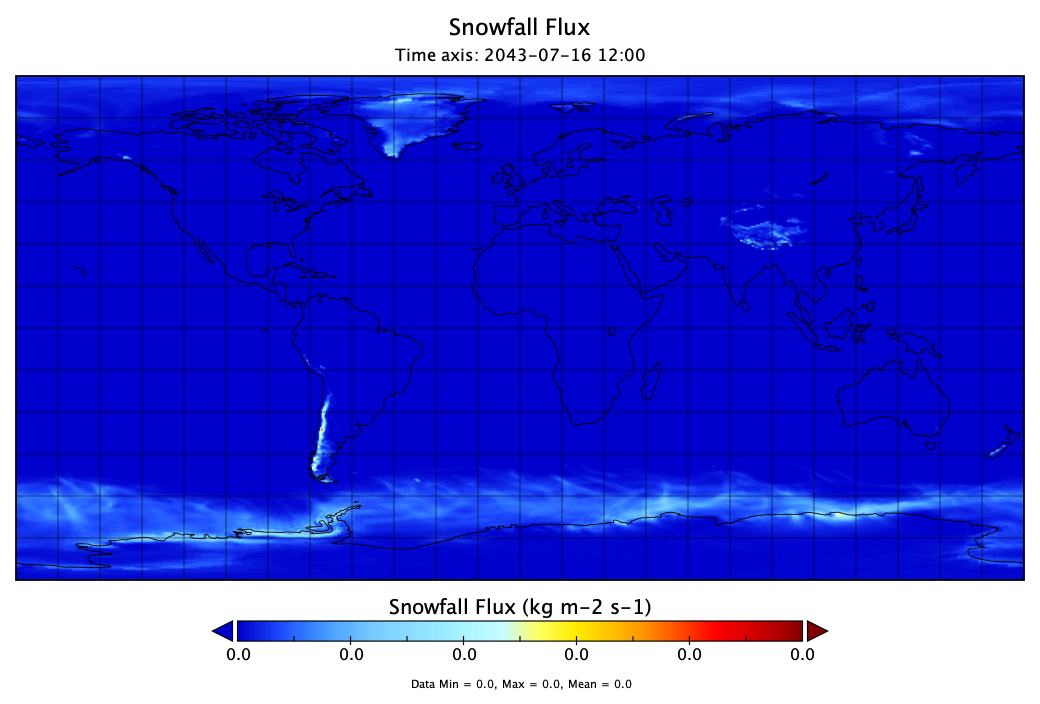 Snowfall Flux
Time axis: 2043-07-16 12:00
Snowfall Flux (kg m-2 s-1)
0.0 0.0 0.0 0.0 0.0 0.0
Data Min = 0.0, Max = 0.0, Mean = 0.0